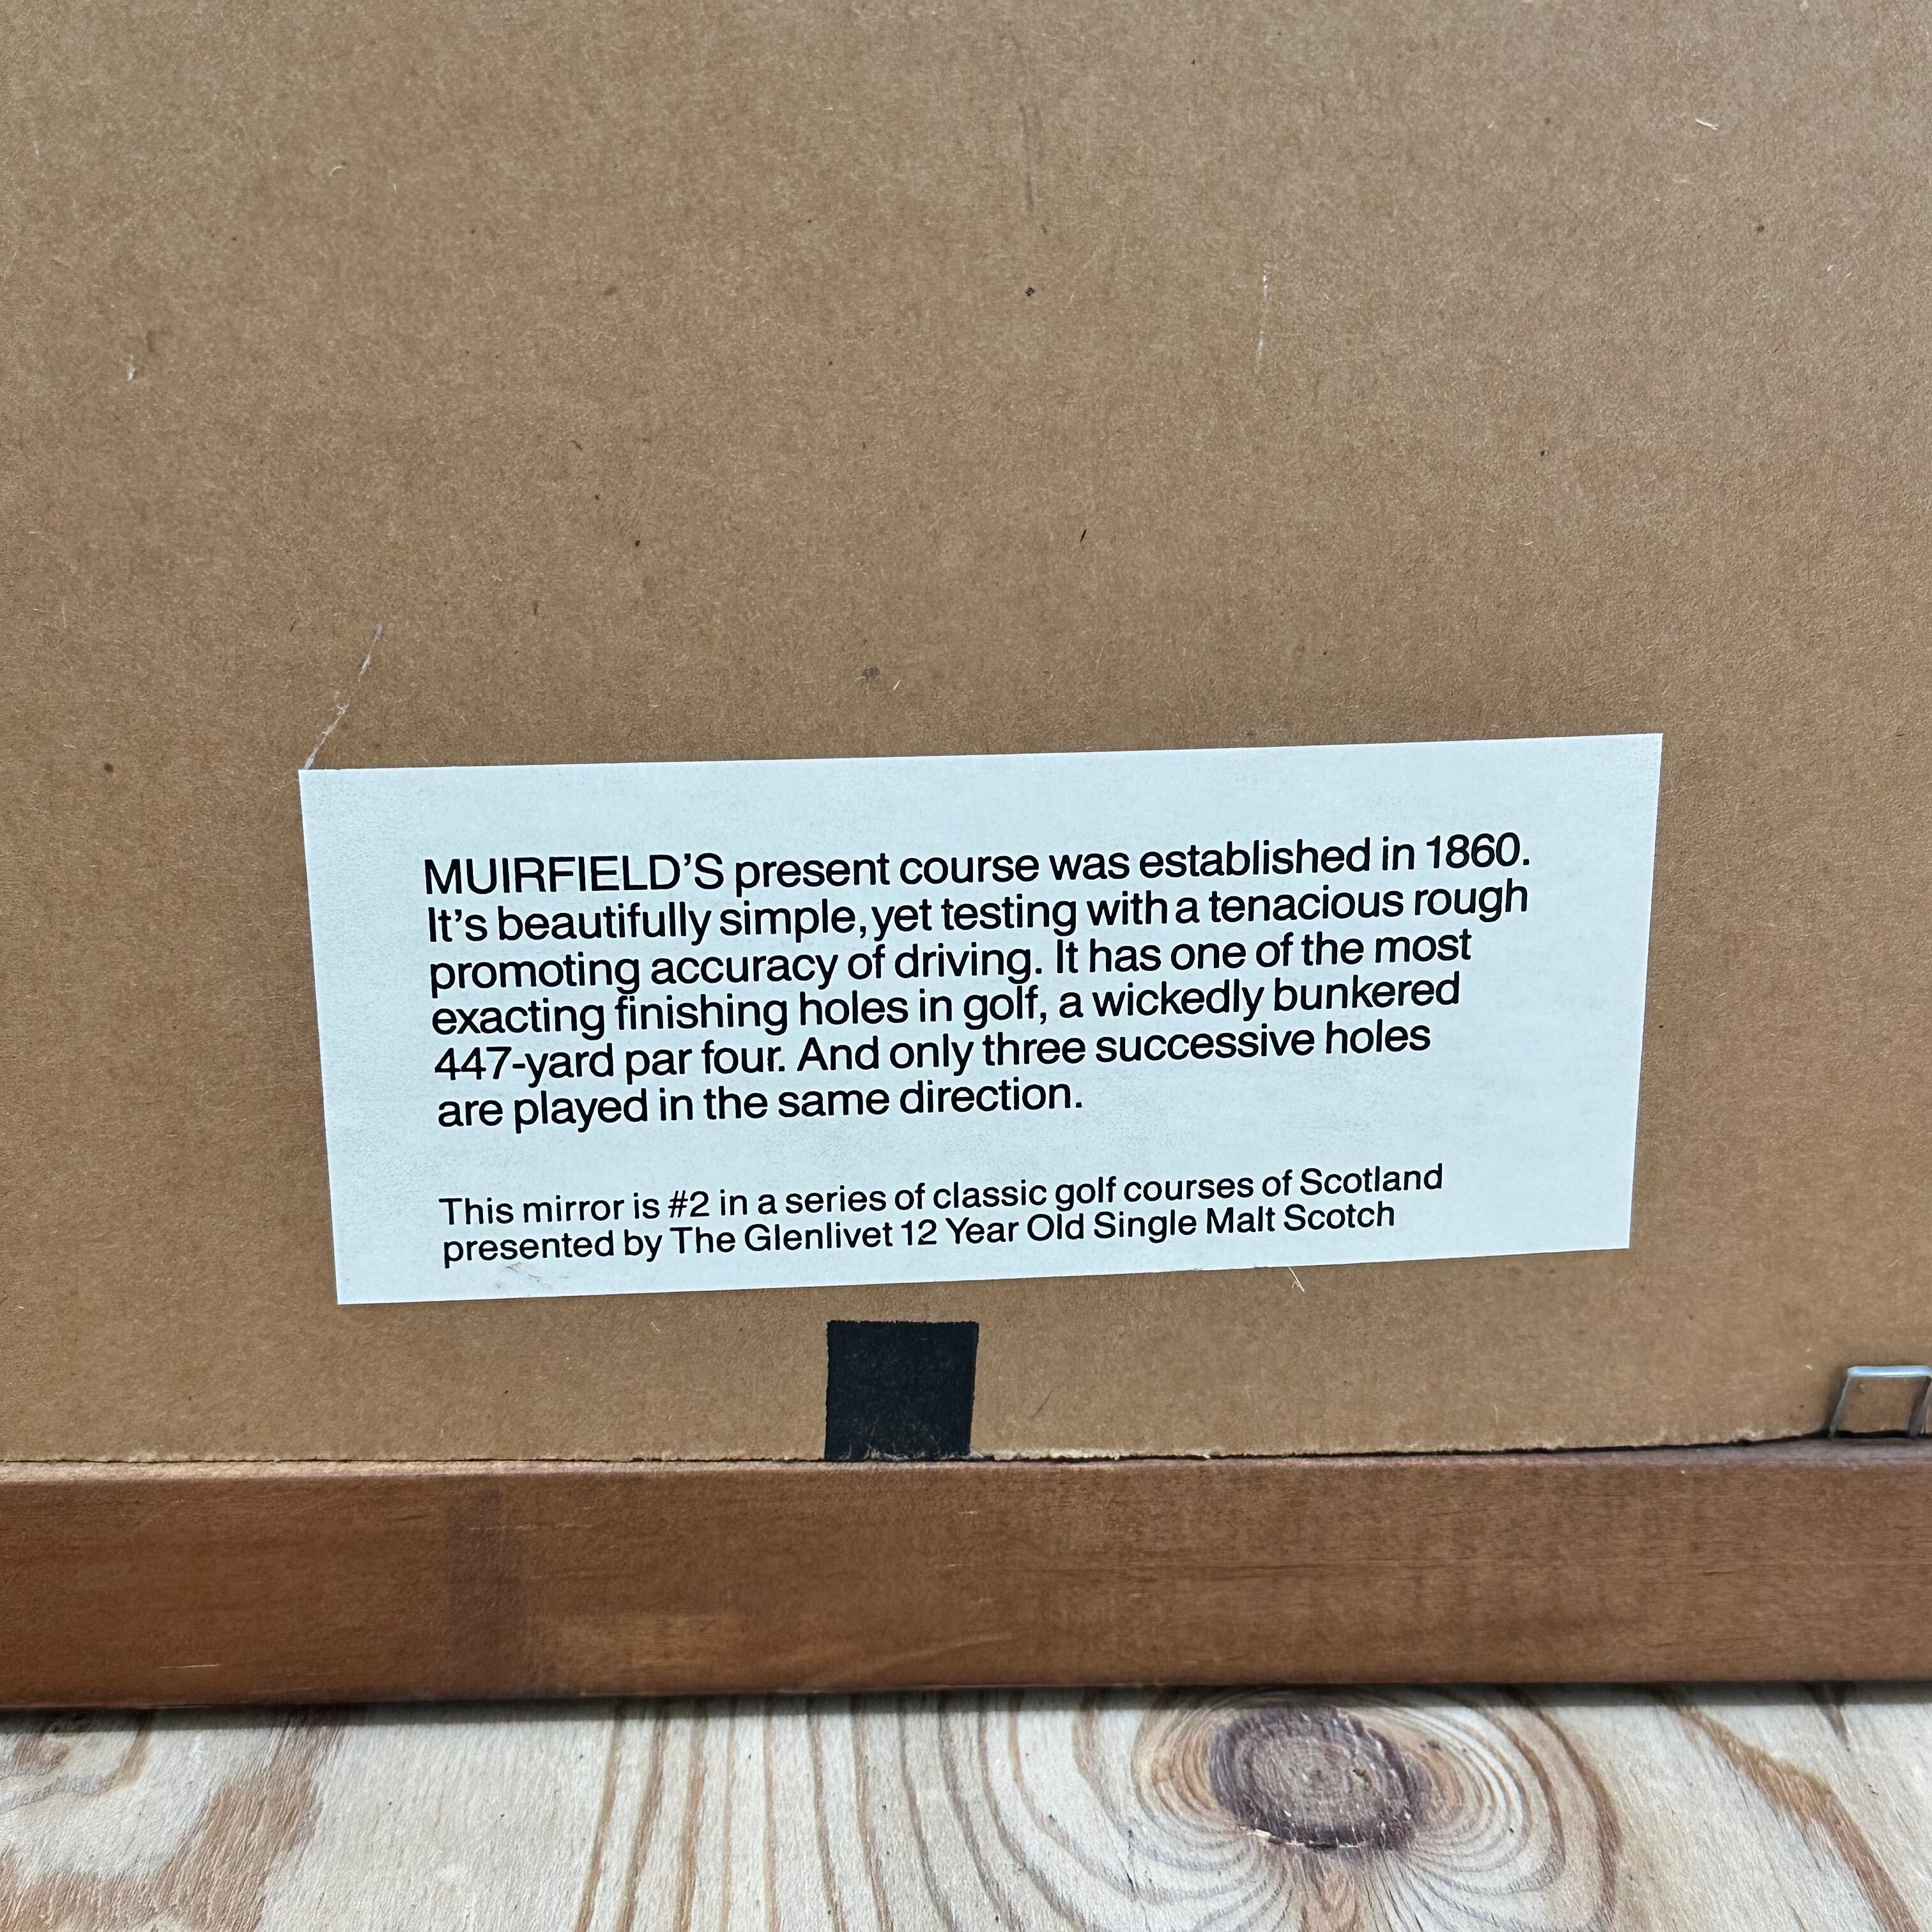 MUIRFIELD'S present course was established in 1860.
It's beautifully simple, yet testing with a tenacious rough
promoting accuracy of driving. It has one of the most
exacting finishing holes in golf, a wickedly bunkered
447-yard par four. And only three successive holes
are played in the same direction.
This mirror is #2 in a series of classic golf courses of Scotland
presented by The Glenlivet 12 Year Old Single Malt Scotch